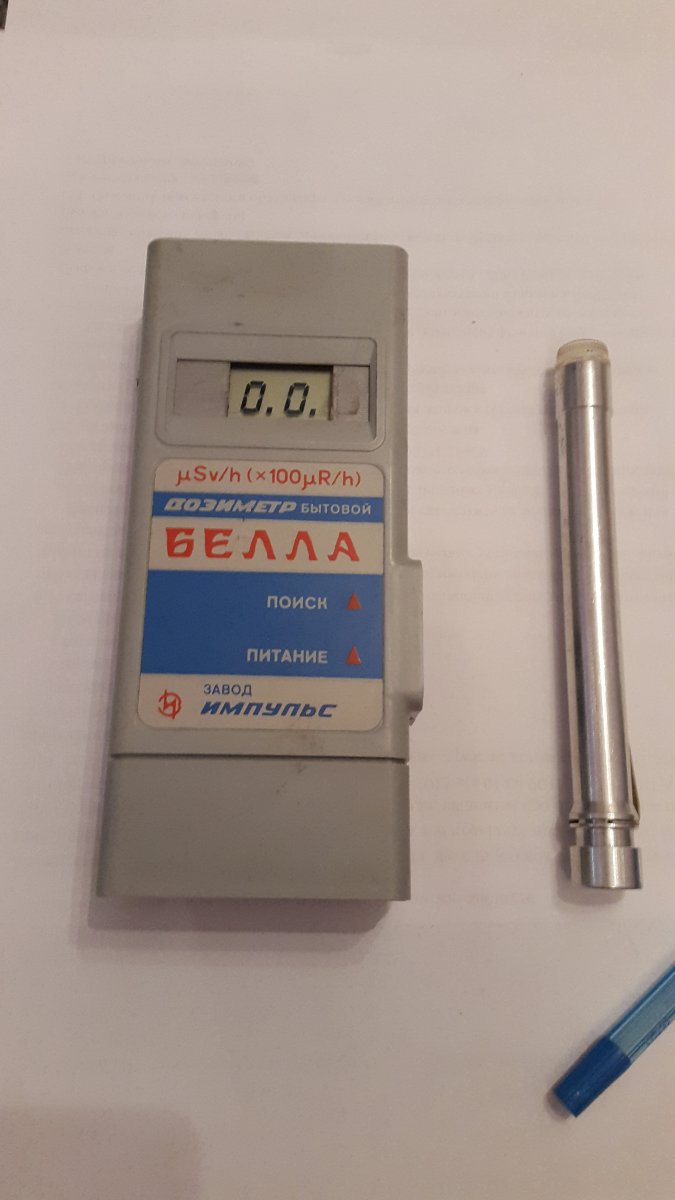 0.0.
µSv/h (×100µR/h)
ДОЗИМЕТР БЫТОВОЙ
БЕЛЛА
ПОИСК
ПИТАНИЕ
ЗАВОД
ИМПУЛЬС